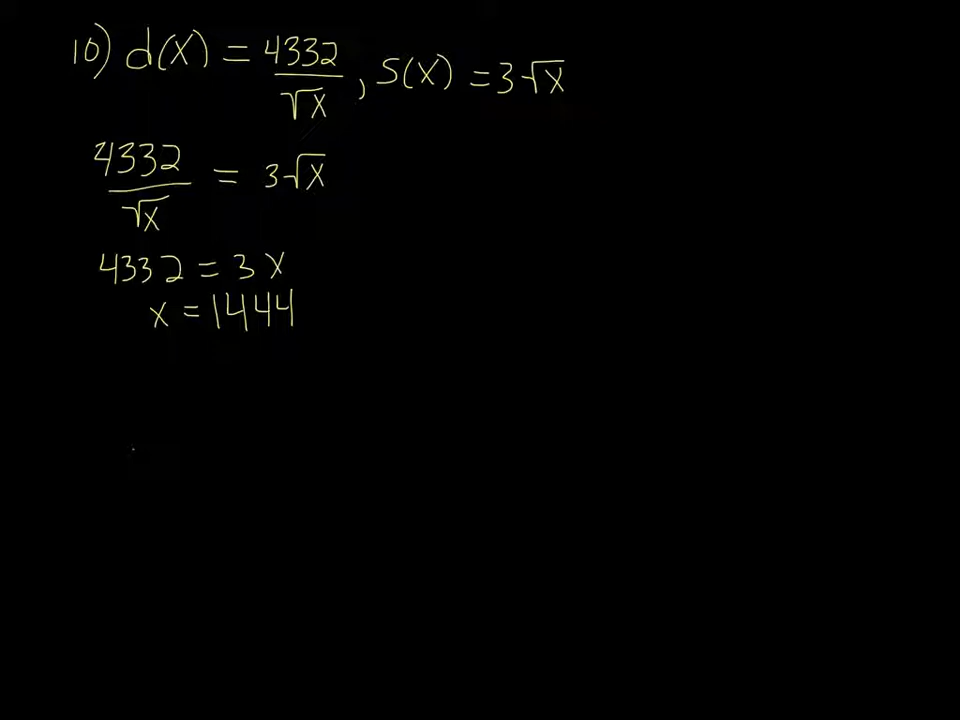 10) d(x) = 4332/√x, S(x) = 3√x
4332/√x = 3√x
4332 = 3x
x = 1444